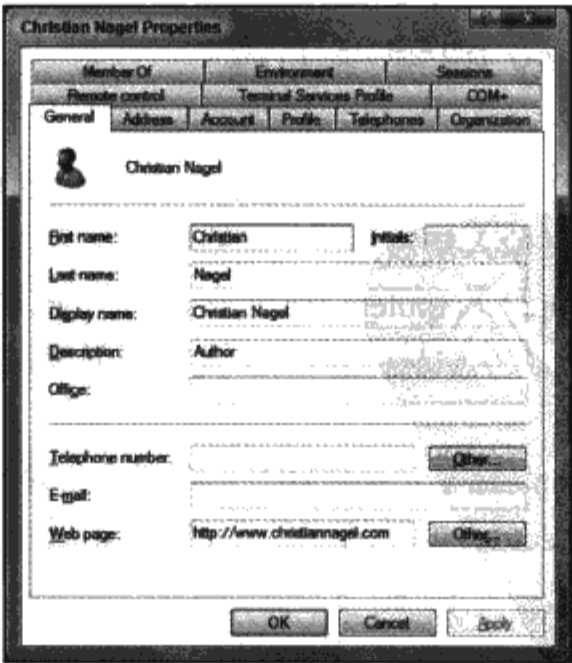 Christian Nagel Properties
Member Of Environment Sessions
Remote control Terminal Services Profile COM+
General Address Account Profile Telephones Organization
Christian Nagel
First name: Christian Initials:
Last name: Nagel
Display name: Christian Nagel
Description: Author
Office:
Telephone number: Other...
E-mail:
Web page: http://www.christiannagel.com Other...
OK Cancel Apply